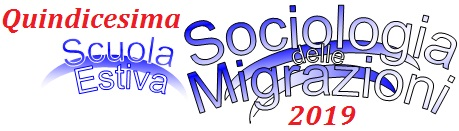 Quindicesima
Scuola
Estiva
Sociologia
delle
Migrazioni
2019